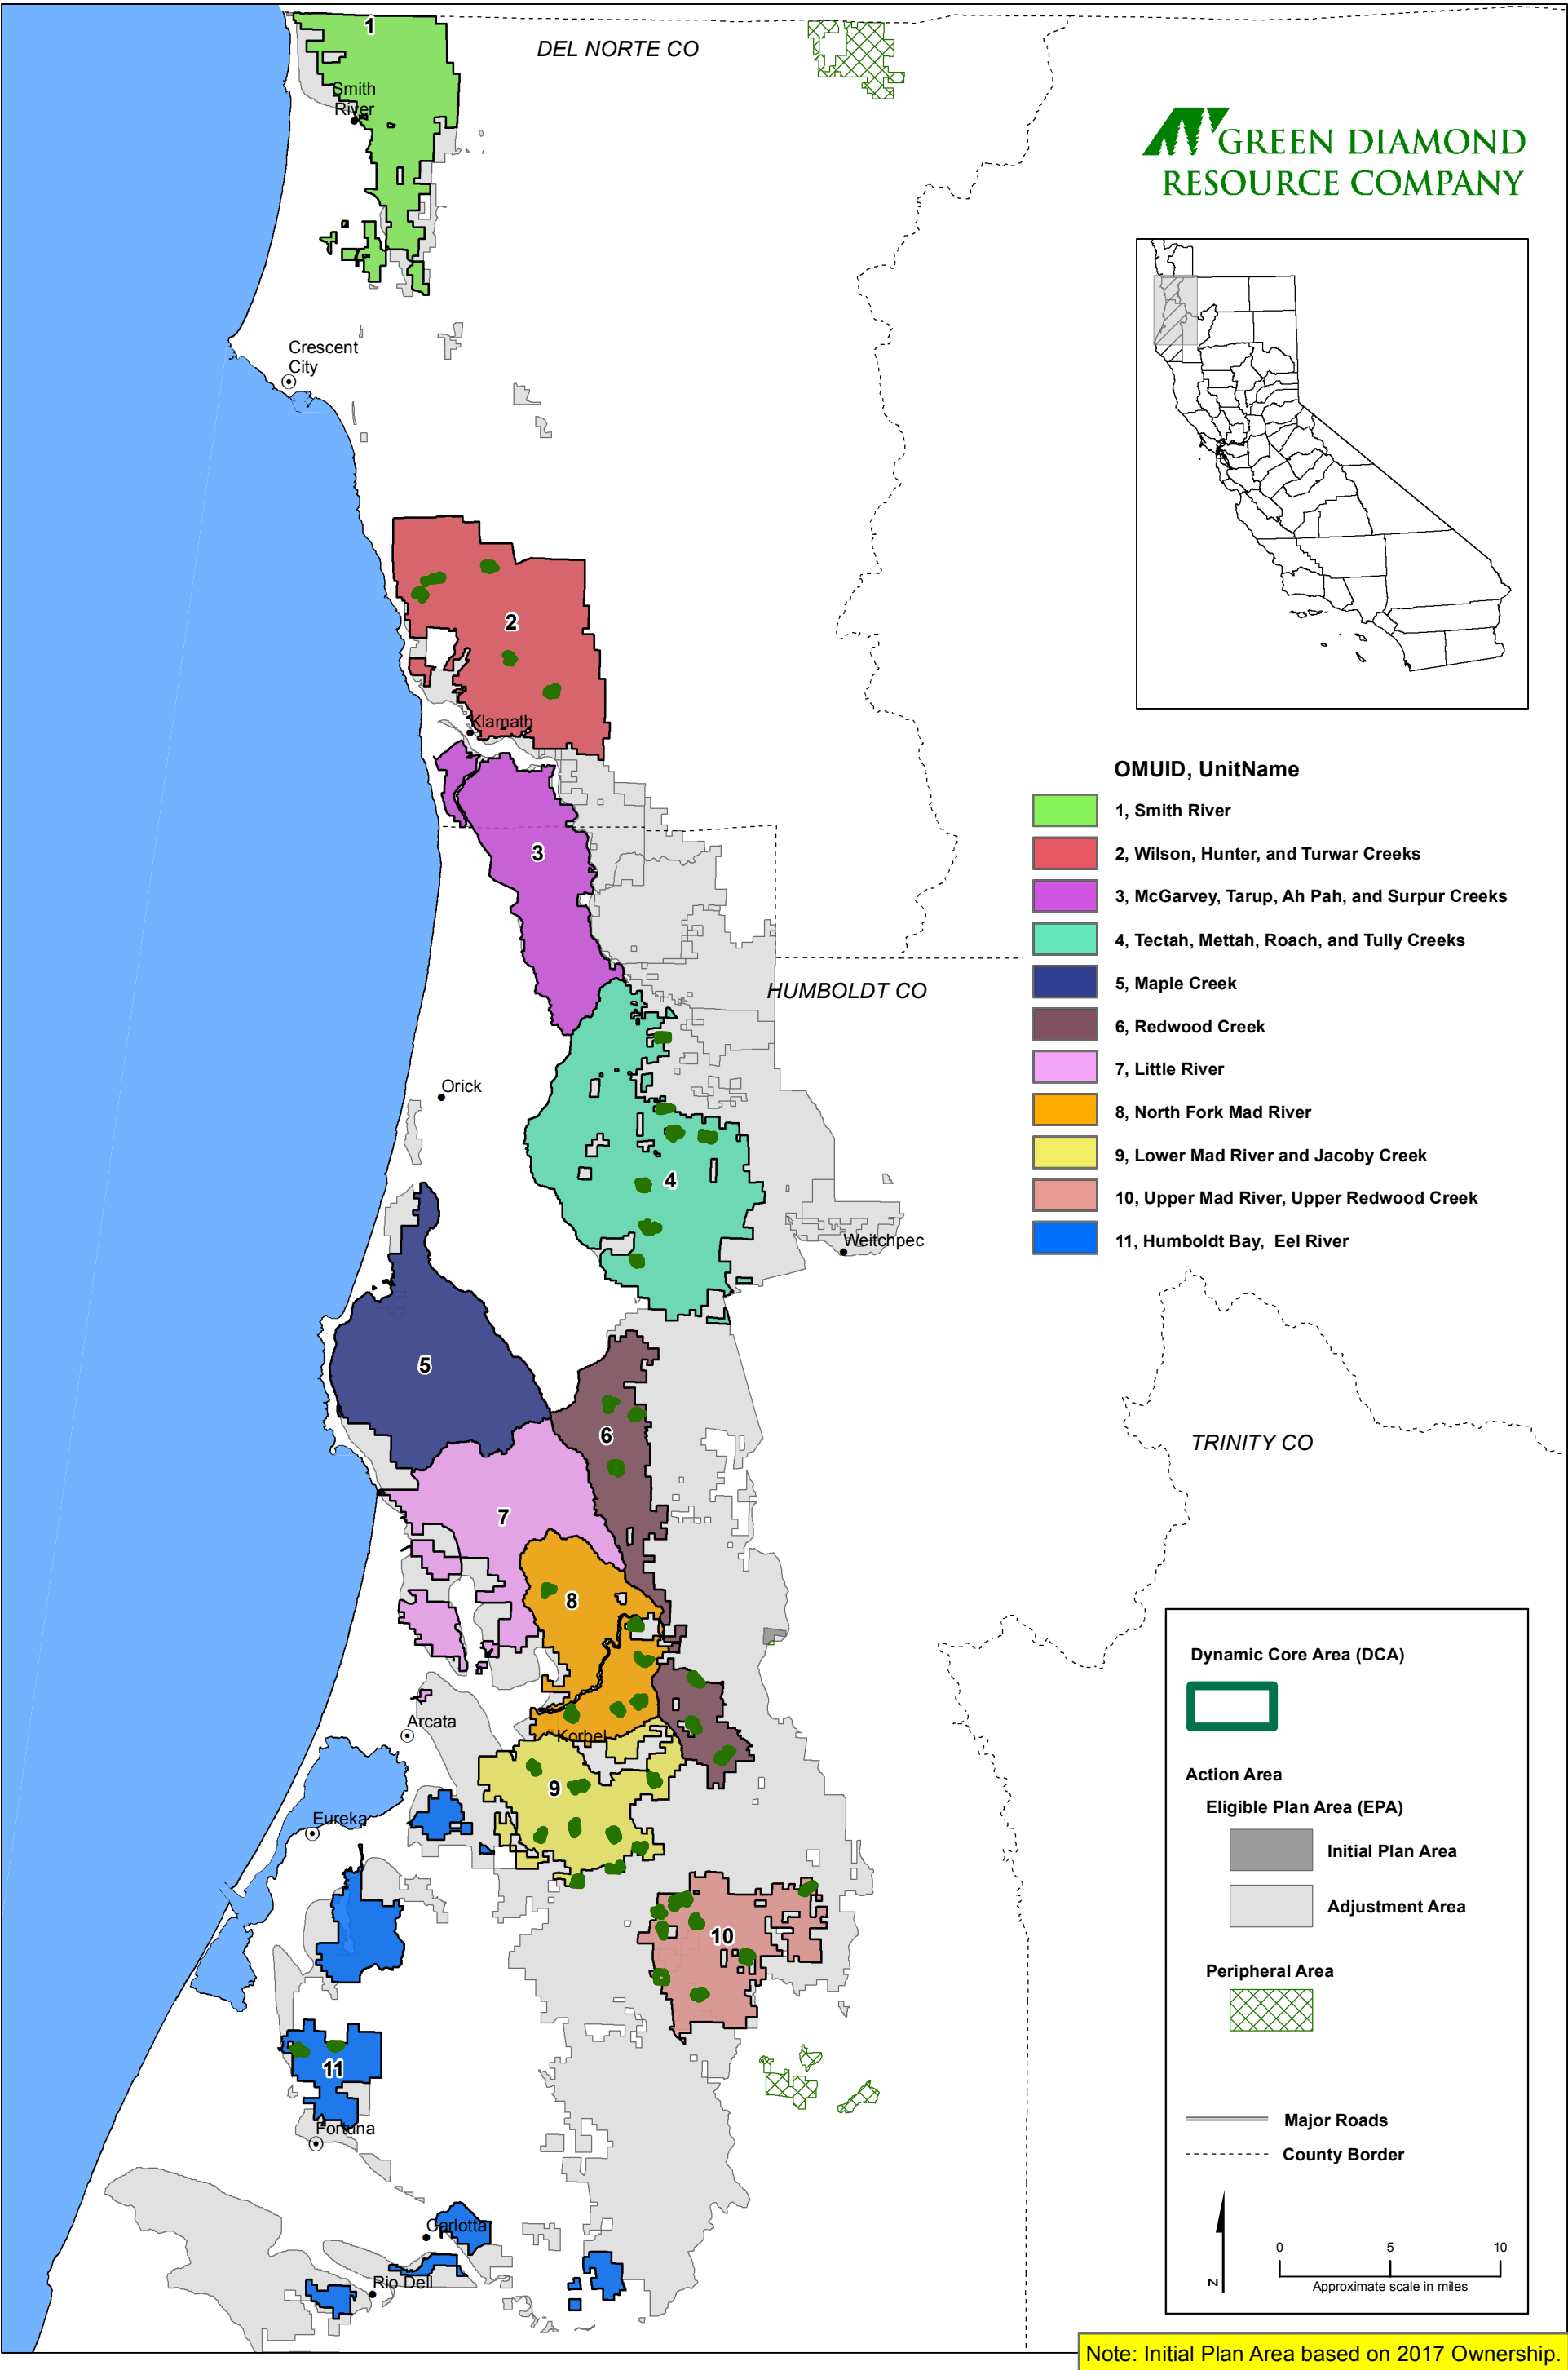 1
DEL NORTE CO
Smith
River
GREEN DIAMOND
RESOURCE COMPANY
Crescent
City
2
Klamath
3
OMUID, UnitName
1, Smith River
2, Wilson, Hunter, and Turwar Creeks
3, McGarvey, Tarup, Ah Pah, and Surpur Creeks
4, Tectah, Mettah, Roach, and Tully Creeks
5, Maple Creek
6, Redwood Creek
7, Little River
8, North Fork Mad River
9, Lower Mad River and Jacoby Creek
10, Upper Mad River, Upper Redwood Creek
11, Humboldt Bay, Eel River
HUMBOLDT CO
Orick
4
Weitchpec
5
6
TRINITY CO
7
8
Arcata
Korbel
9
Eureka
10
11
Fortuna
Carlotta
Rio Dell
Dynamic Core Area (DCA)
Action Area
Eligible Plan Area (EPA)
Initial Plan Area
Adjustment Area
Peripheral Area
Major Roads
County Border
N
0 5 10
Approximate scale in miles
Note: Initial Plan Area based on 2017 Ownership.